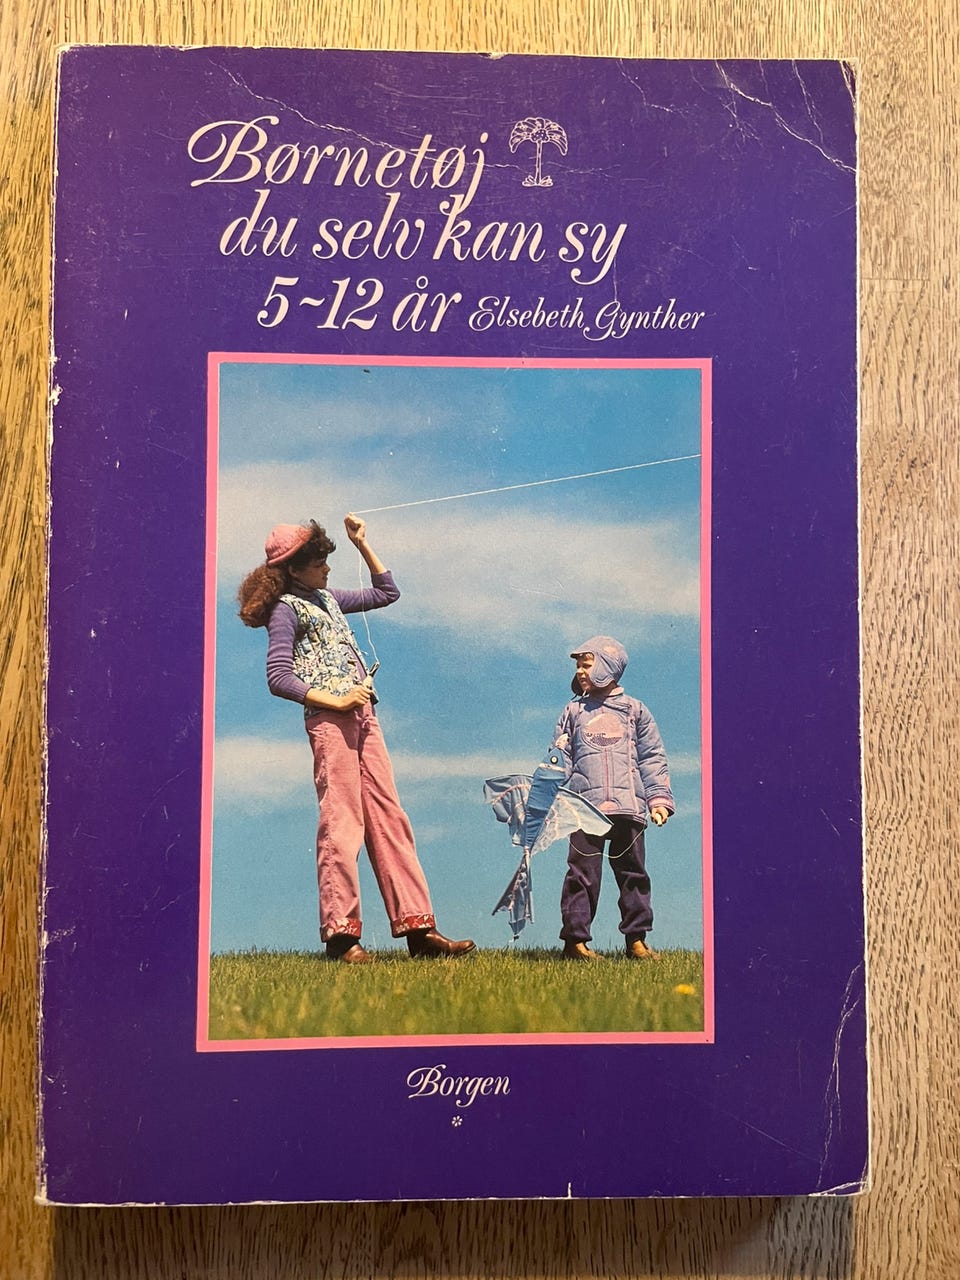 Børnetøj
du selv kan sy
5~12 år Elsebeth Gynther
Borgen